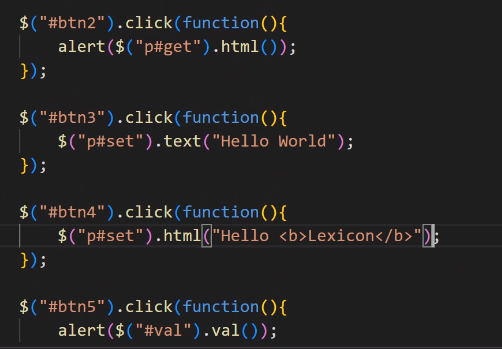 $("#btn2").click(function(){
    alert($("p#get").html());
});

$("#btn3").click(function(){
    $("p#set").text("Hello World");
});

$("#btn4").click(function(){
    $("p#set").html("Hello <b>Lexicon</b>");
});

$("#btn5").click(function(){
    alert($("#val").val());